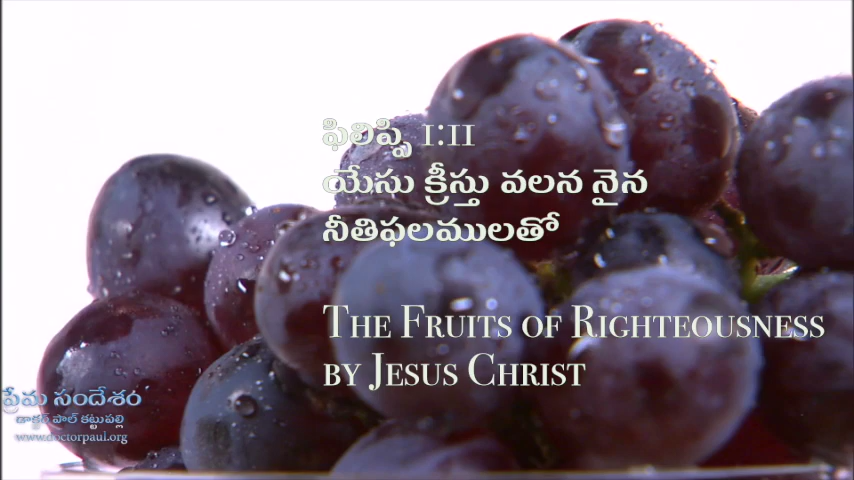 ఫిలిప్పి 1:11
యేసు క్రీస్తు వలన నైన
నీతిఫలములతో
The Fruits of Righteousness
by Jesus Christ
ప్రేమ సందేశం
డాక్టర్ పాల్ కట్టుపల్లి
www.doctorpaul.org